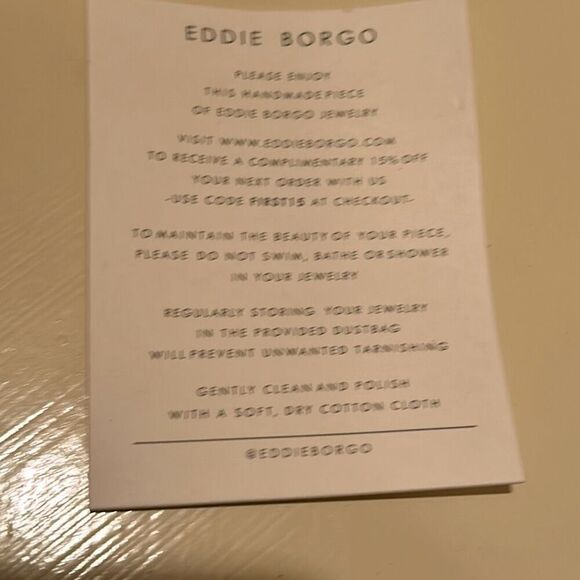 EDDIE BORGO
PLEASE ENJOY
THIS HANDMADE PIECE
OF EDDIE BORGO JEWELRY
VISIT WWW.EDDIEBORGO.COM
TO RECEIVE A COMPLIMENTARY 15% OFF
YOUR NEXT ORDER WITH US
-USE CODE FIRST15 AT CHECKOUT-
TO MAINTAIN THE BEAUTY OF YOUR PIECE,
PLEASE DO NOT SWIM, BATHE OR SHOWER
IN YOUR JEWELRY
REGULARLY STORING YOUR JEWELRY
IN THE PROVIDED DUSTBAG
WILL PREVENT UNWANTED TARNISHING
GENTLY CLEAN AND POLISH
WITH A SOFT, DRY COTTON CLOTH
@EDDIEBORGO